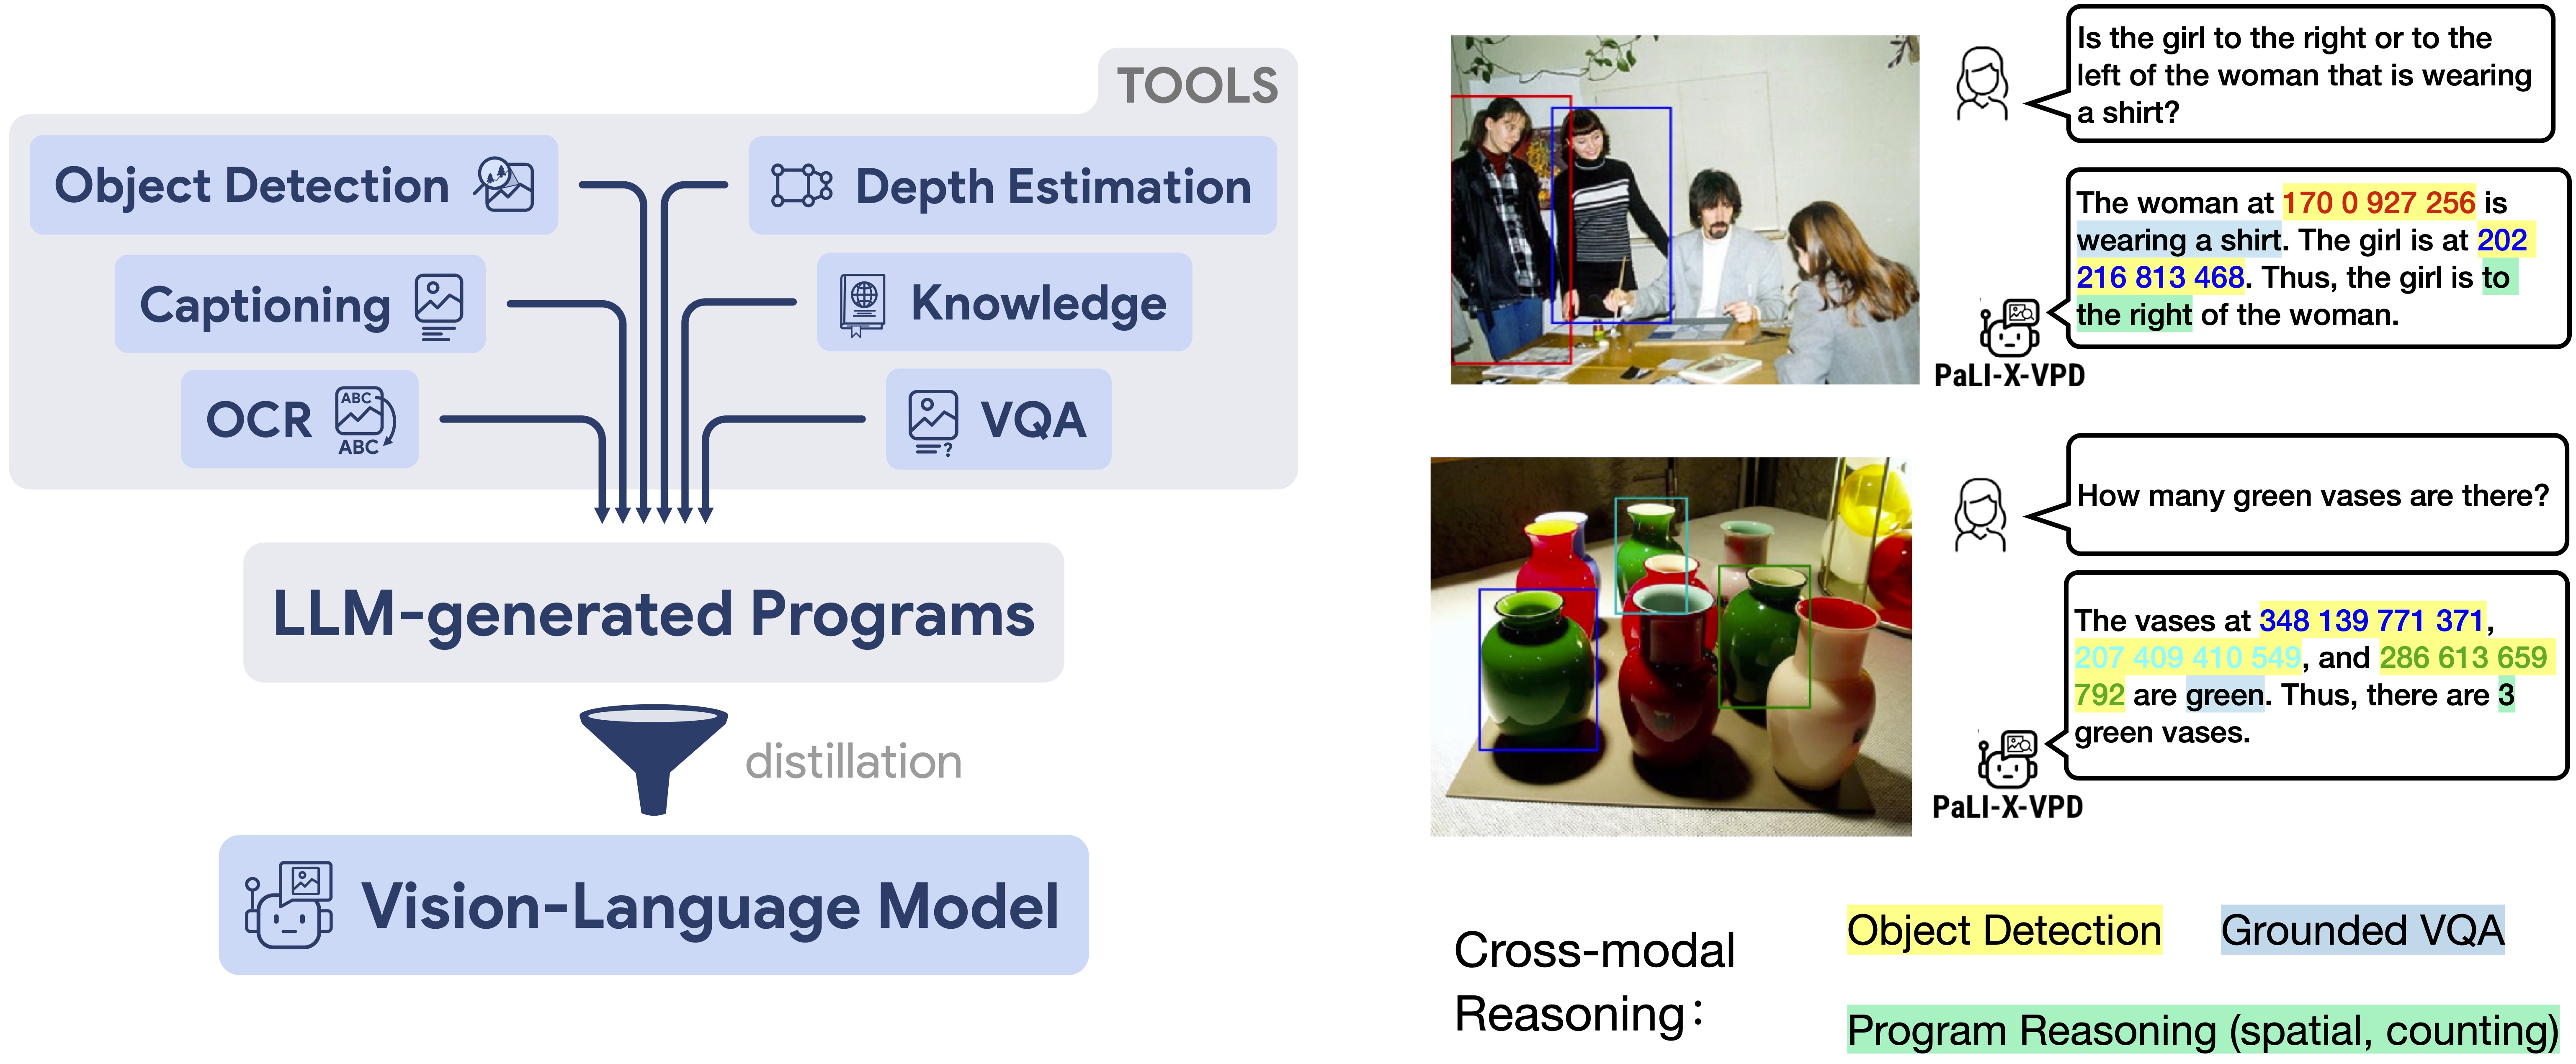 TOOLS
Object Detection
Depth Estimation
Captioning
Knowledge
OCR
ABC
ABC
?
VQA
LLM-generated Programs
distillation
Vision-Language Model
Is the girl to the right or to the
left of the woman that is wearing
a shirt?
The woman at 170 0 927 256 is
wearing a shirt. The girl is at 202
216 813 468. Thus, the girl is to
the right of the woman.
PaLI-X-VPD
How many green vases are there?
The vases at 348 139 771 371,
207 409 410 549, and 286 613 659
792 are green. Thus, there are 3
green vases.
PaLI-X-VPD
Cross-modal
Reasoning:
Object Detection
Grounded VQA
Program Reasoning (spatial, counting)